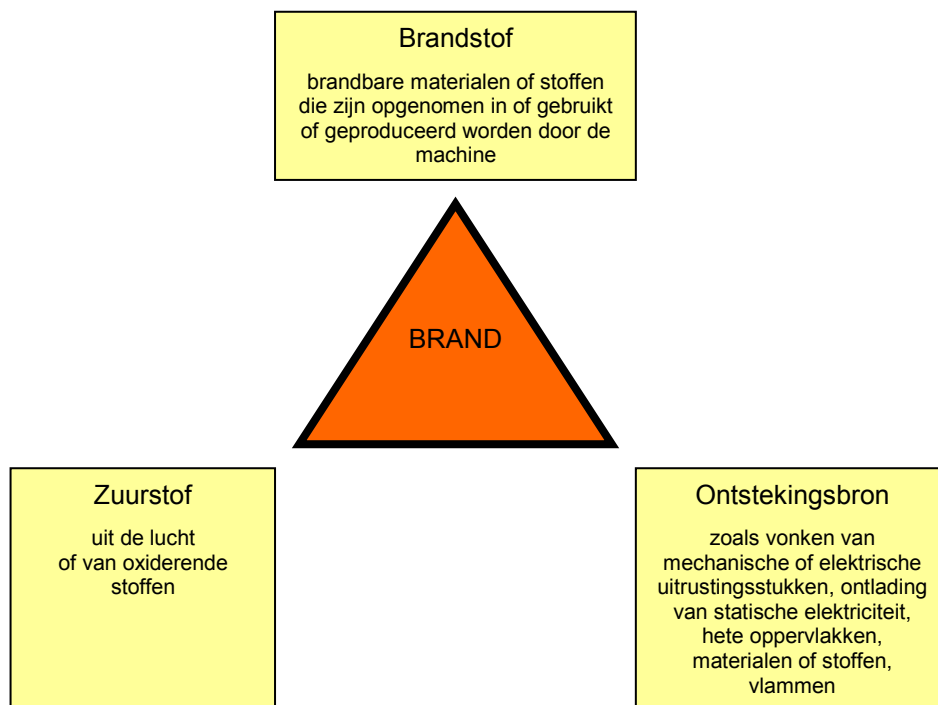 Brandstof
brandbare materialen of stoffen
die zijn opgenomen in of gebruikt
of geproduceerd worden door de
machine
BRAND
Zuurstof
uit de lucht
of van oxiderende
stoffen
Ontstekingsbron
zoals vonken van
mechanische of elektrische
uitrustingsstukken, ontlading
van statische elektriciteit,
hete oppervlakken,
materialen of stoffen,
vlammen